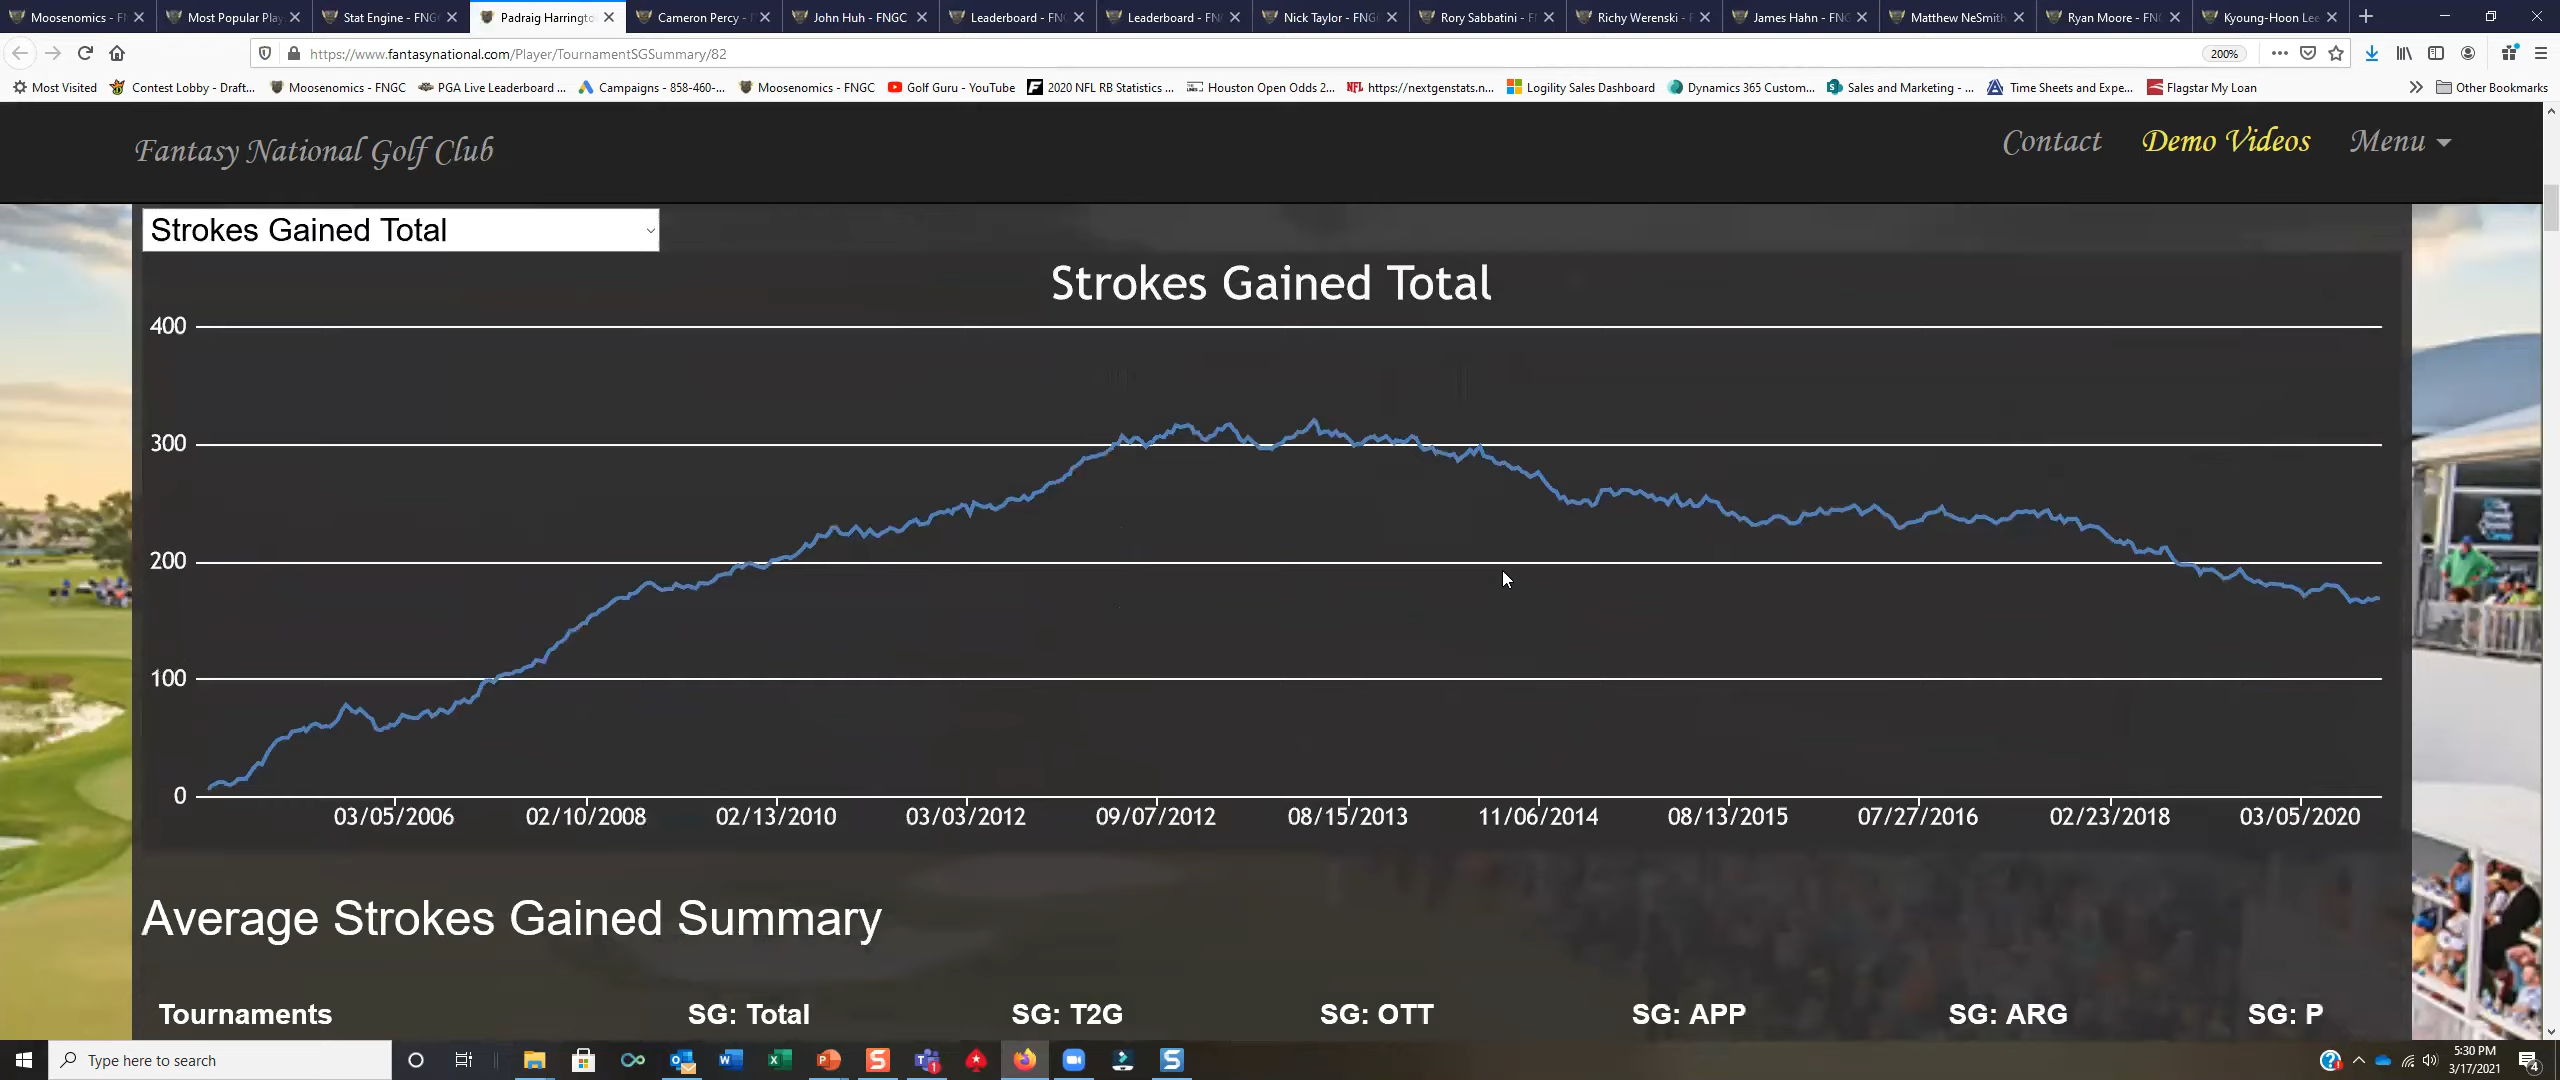 Moosenomics - F
Most Popular Play
Stat Engine - FNG
Padraig Harringto
Cameron Percy -
John Huh - FNGC
Leaderboard - FN
Leaderboard - FN
Nick Taylor - FNG
Rory Sabbatini - F
Richy Werenski -
James Hahn - FNG
Matthew NeSmith
Ryan Moore - FN
Kyoung-Hoon Lee
https://www.fantasynational.com/Player/TournamentSGSummary/82
200%
Most Visited
Contest Lobby - Draft...
Moosenomics - FNGC
PGA Live Leaderboard ...
Campaigns - 858-460-...
Moosenomics - FNGC
Golf Guru - YouTube
2020 NFL RB Statistics ...
Houston Open Odds 2...
https://nextgenstats.n...
Logility Sales Dashboard
Dynamics 365 Custom...
Sales and Marketing - ...
Time Sheets and Expe...
Flagstar My Loan
Other Bookmarks
Fantasy National Golf Club
Contact
Demo Videos
Menu
Strokes Gained Total
Strokes Gained Total
400
300
200
100
0
03/05/2006
02/10/2008
02/13/2010
03/03/2012
09/07/2012
08/15/2013
11/06/2014
08/13/2015
07/27/2016
02/23/2018
03/05/2020
Average Strokes Gained Summary
Tournaments
SG: Total
SG: T2G
SG: OTT
SG: APP
SG: ARG
SG: P
Type here to search
5:30 PM
3/17/2021
4